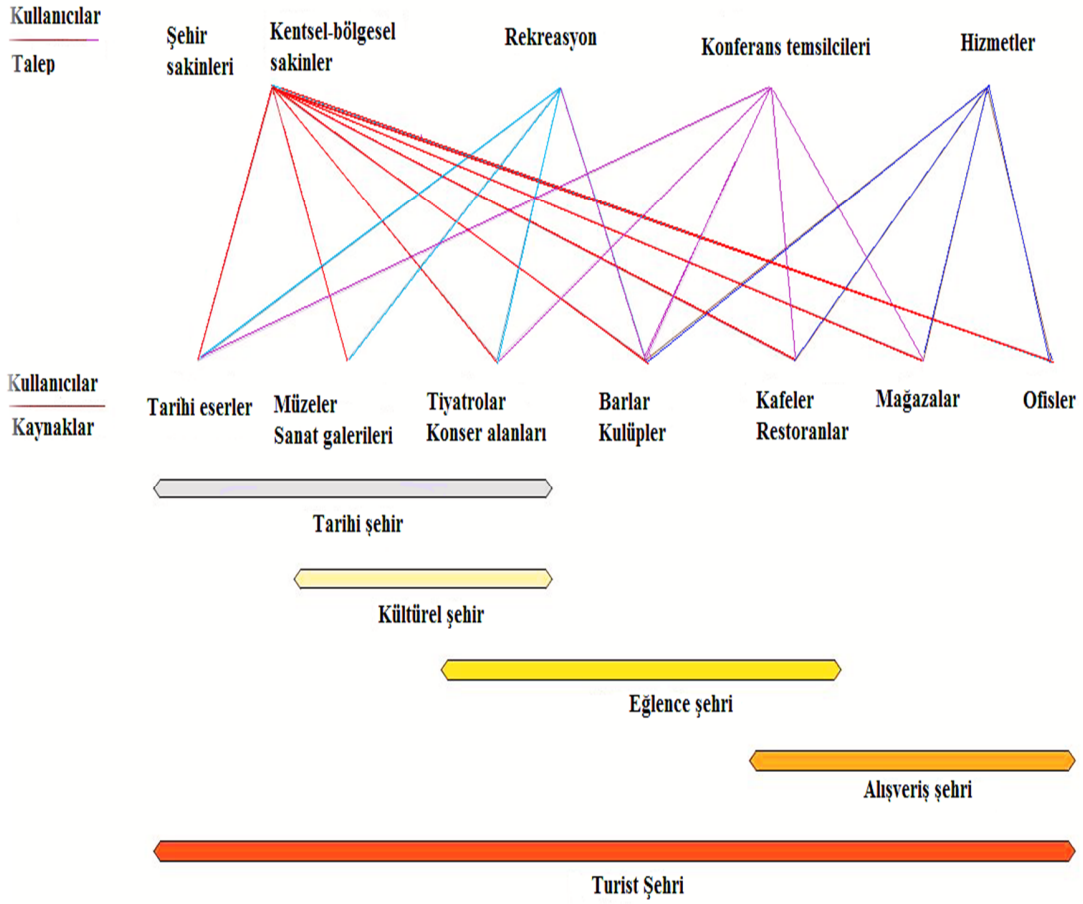 Kullanıcılar
Talep
Şehir
sakinleri
Kentsel-bölgesel
sakinler
Rekreasyon
Konferans temsilcileri
Hizmetler
Kullanıcılar
Kaynaklar
Tarihi eserler
Müzeler
Sanat galerileri
Tiyatrolar
Konser alanları
Barlar
Kulüpler
Kafeler
Restoranlar
Mağazalar
Ofisler
Tarihi şehir
Kültürel şehir
Eğlence şehri
Alışveriş şehri
Turist Şehri